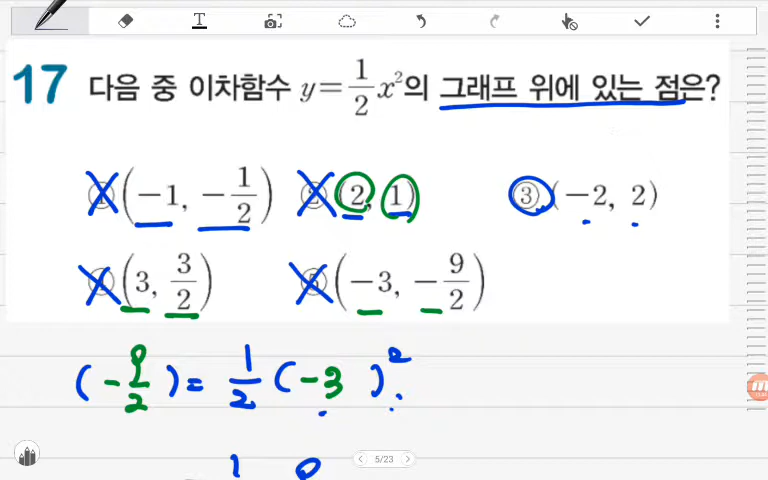 T
17 다음 중 이차함수 y=1/2x²의 그래프 위에 있는 점은?
① (-1, -1/2) ② (2, 1) ③ (-2, 2)
④ (3, 3/2) ⑤ (-3, -9/2)
(-9/2) = 1/2 (-3)²
5/23